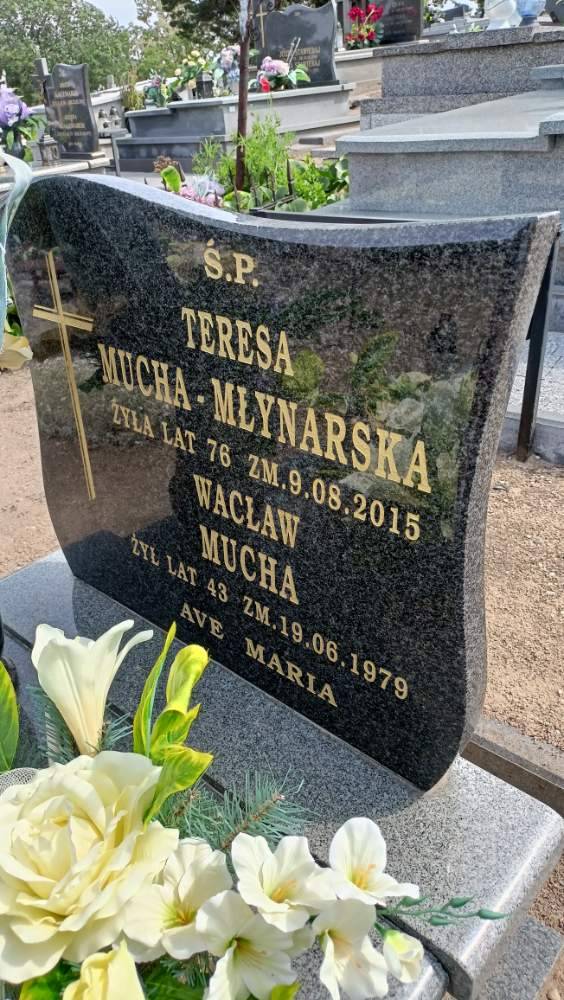 Ś.P.
TERESA
MUCHA - MŁYNARSKA
ŻYŁA LAT 76 ZM.9.08.2015
WACŁAW
MUCHA
ŻYŁ LAT 43 ZM.19.06.1979
AVE MARIA